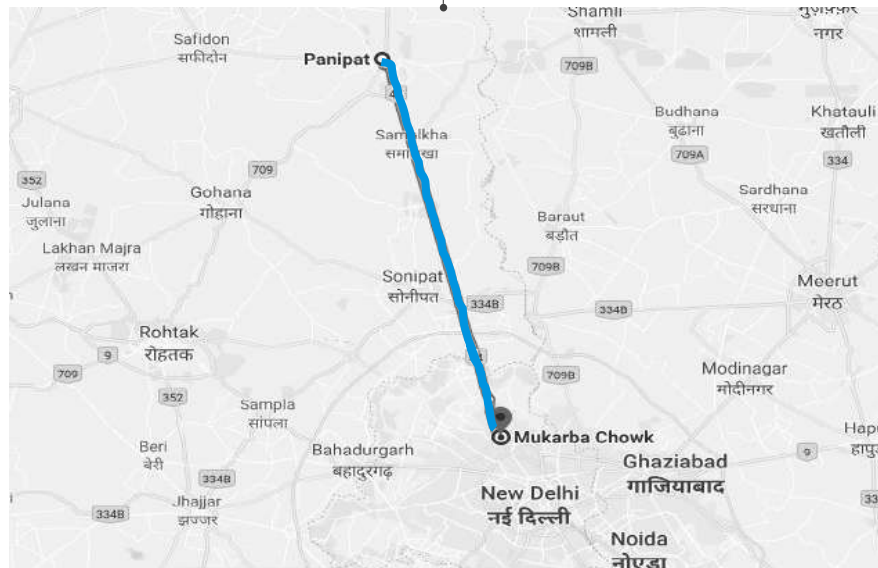 Shamli
शामली
नगर
Safidon
सफीदोन
Panipat
709B
Samalkha
समालखा
Budhana
बुढाना
Khatauli
खतौली
709A
334
709
352
Julana
जुलाना
Gohana
गोहाना
Sardhana
सरधाना
Baraut
बड़ौत
Lakhan Majra
लखन माजरा
709B
Sonipat
सोनीपत
Meerut
मेरठ
334B
334B
Rohtak
रोहतक
9
709
709B
Modinagar
मोदीनगर
352
Sampla
सांपला
Mukarba Chowk
Beri
बेरी
Bahadurgarh
बहादुरगढ़
9
Ghaziabad
गाजियाबाद
334B
334B
Jhajjar
झज्जर
New Delhi
नई दिल्ली
Noida
नोएडा